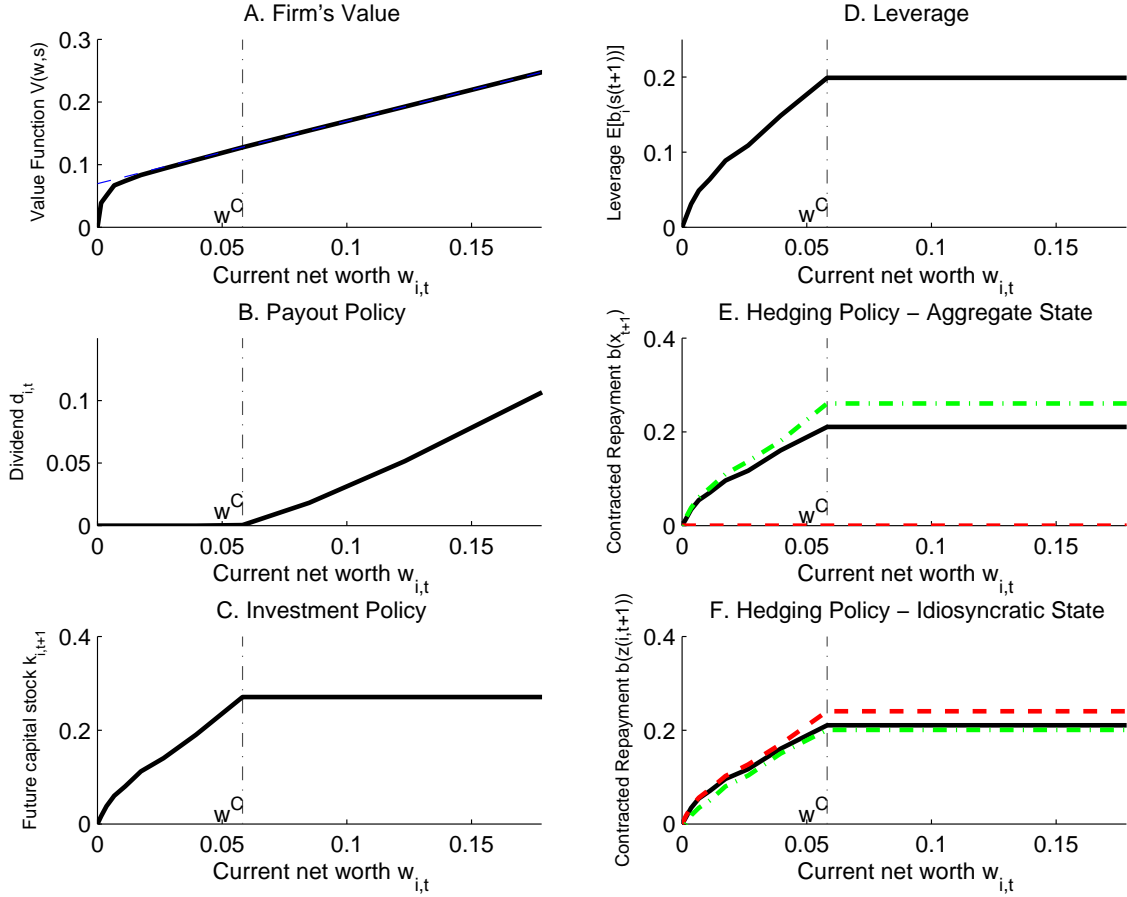 A. Firm's Value
Value Function V(w,s)
0.3
0.2
0.1
0
w^C
0
0.05
0.1
0.15
Current net worth w_{i,t}
B. Payout Policy
Dividend d_{i,t}
0.1
0.05
0
w^C
0
0.05
0.1
0.15
Current net worth w_{i,t}
C. Investment Policy
Future capital stock k_{i,t+1}
0.4
0.2
0
w^C
0
0.05
0.1
0.15
Current net worth w_{i,t}
D. Leverage
Leverage E[b_i(s(t+1))]
0.2
0.1
0
w^C
0
0.05
0.1
0.15
Current net worth w_{i,t}
E. Hedging Policy − Aggregate State
Contracted Repayment b(x_{t+1})
0.4
0.2
0
w^C
0
0.05
0.1
0.15
Current net worth w_{i,t}
F. Hedging Policy − Idiosyncratic State
Contracted Repayment b(z(i,t+1))
0.4
0.2
0
w^C
0
0.05
0.1
0.15
Current net worth w_{i,t}